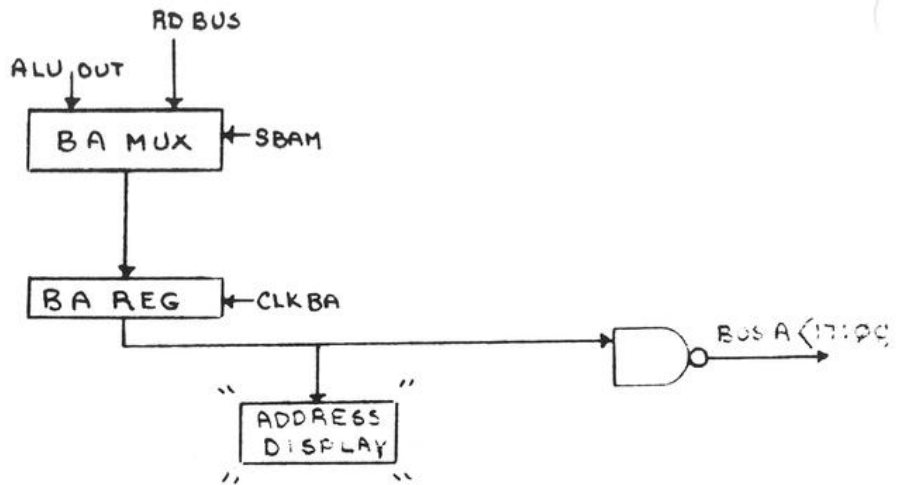 RD BUS
ALU OUT
BA MUX
SBAM
BA REG
CLKBA
BUS A
ADDRESS
DISPLAY